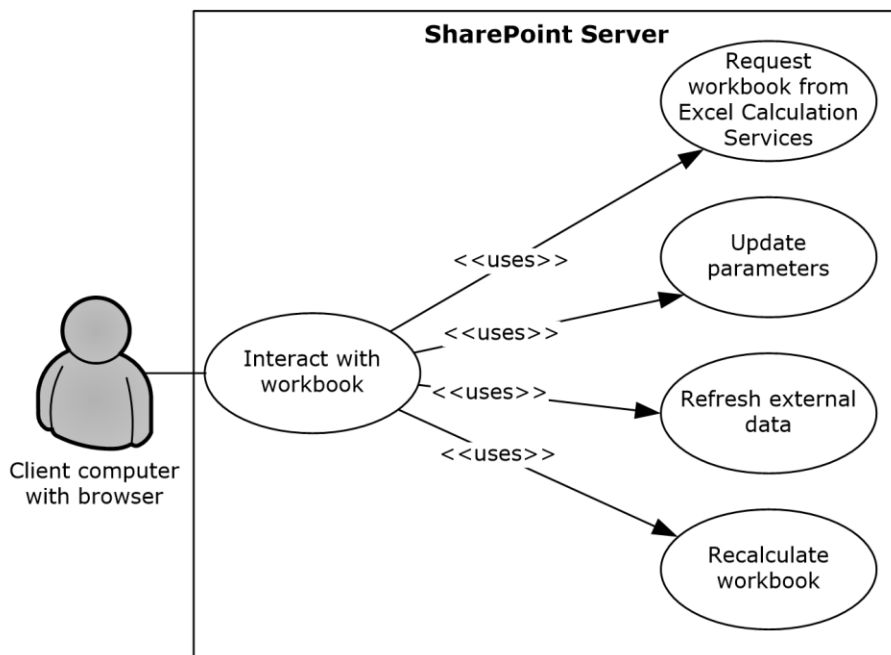 SharePoint Server
Request
workbook from
Excel Calculation
Services
<<uses>>
Update
parameters
<<uses>>
Interact with
workbook
<<uses>>
Refresh external
data
<<uses>>
Client computer
with browser
Recalculate
workbook